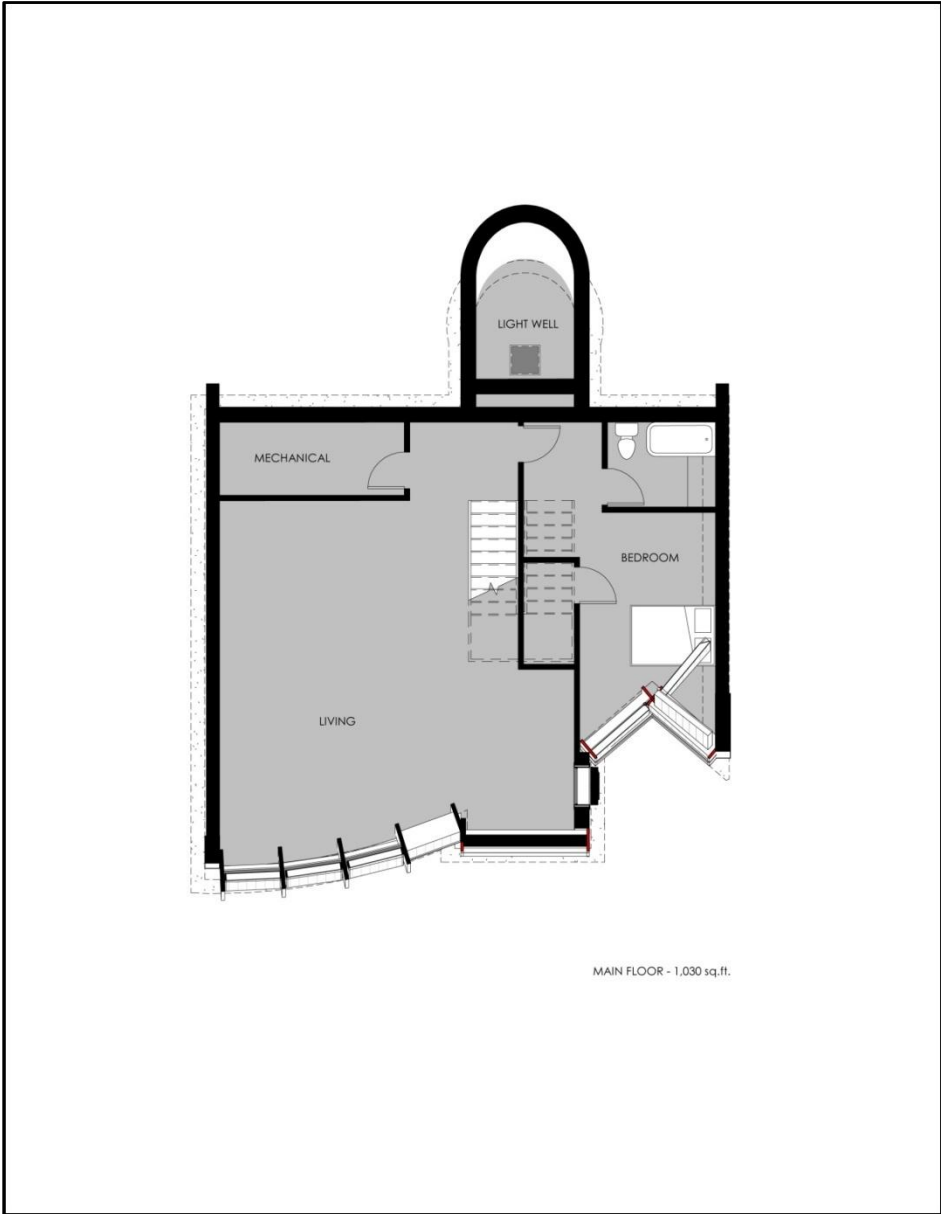 LIGHT WELL
MECHANICAL
BEDROOM
LIVING
MAIN FLOOR - 1,030 sq.ft.